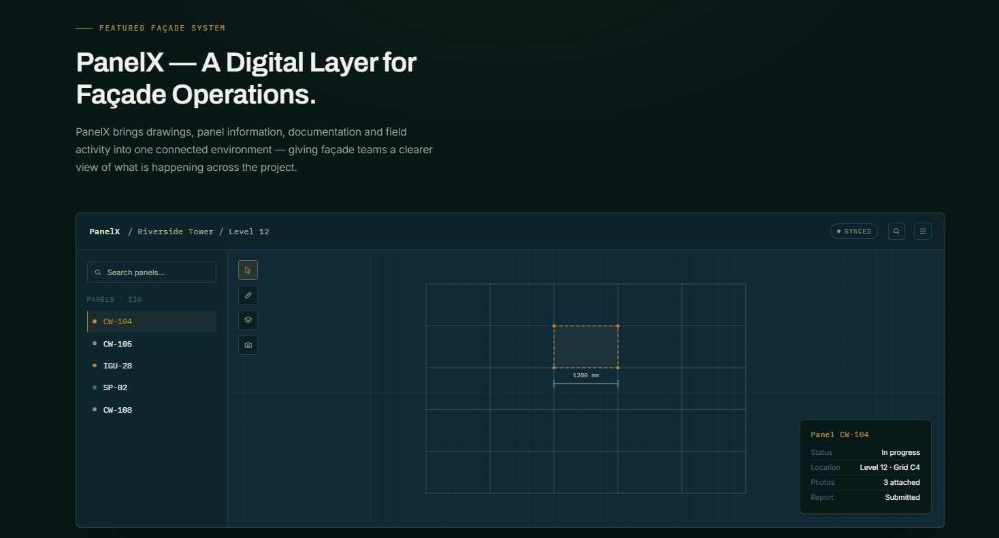 FEATURED FAÇADE SYSTEM
PanelX — A Digital Layer for
Façade Operations.
PanelX brings drawings, panel information, documentation and field
activity into one connected environment — giving façade teams a clearer
view of what is happening across the project.
PanelX / Riverside Tower / Level 12
SYNCED
Search panels...
PANELS · 128
CW-104
CW-105
IGU-28
SP-02
CW-108
1200 mm
Panel CW-104
Status In progress
Location Level 12 · Grid C4
Photos 3 attached
Report Submitted